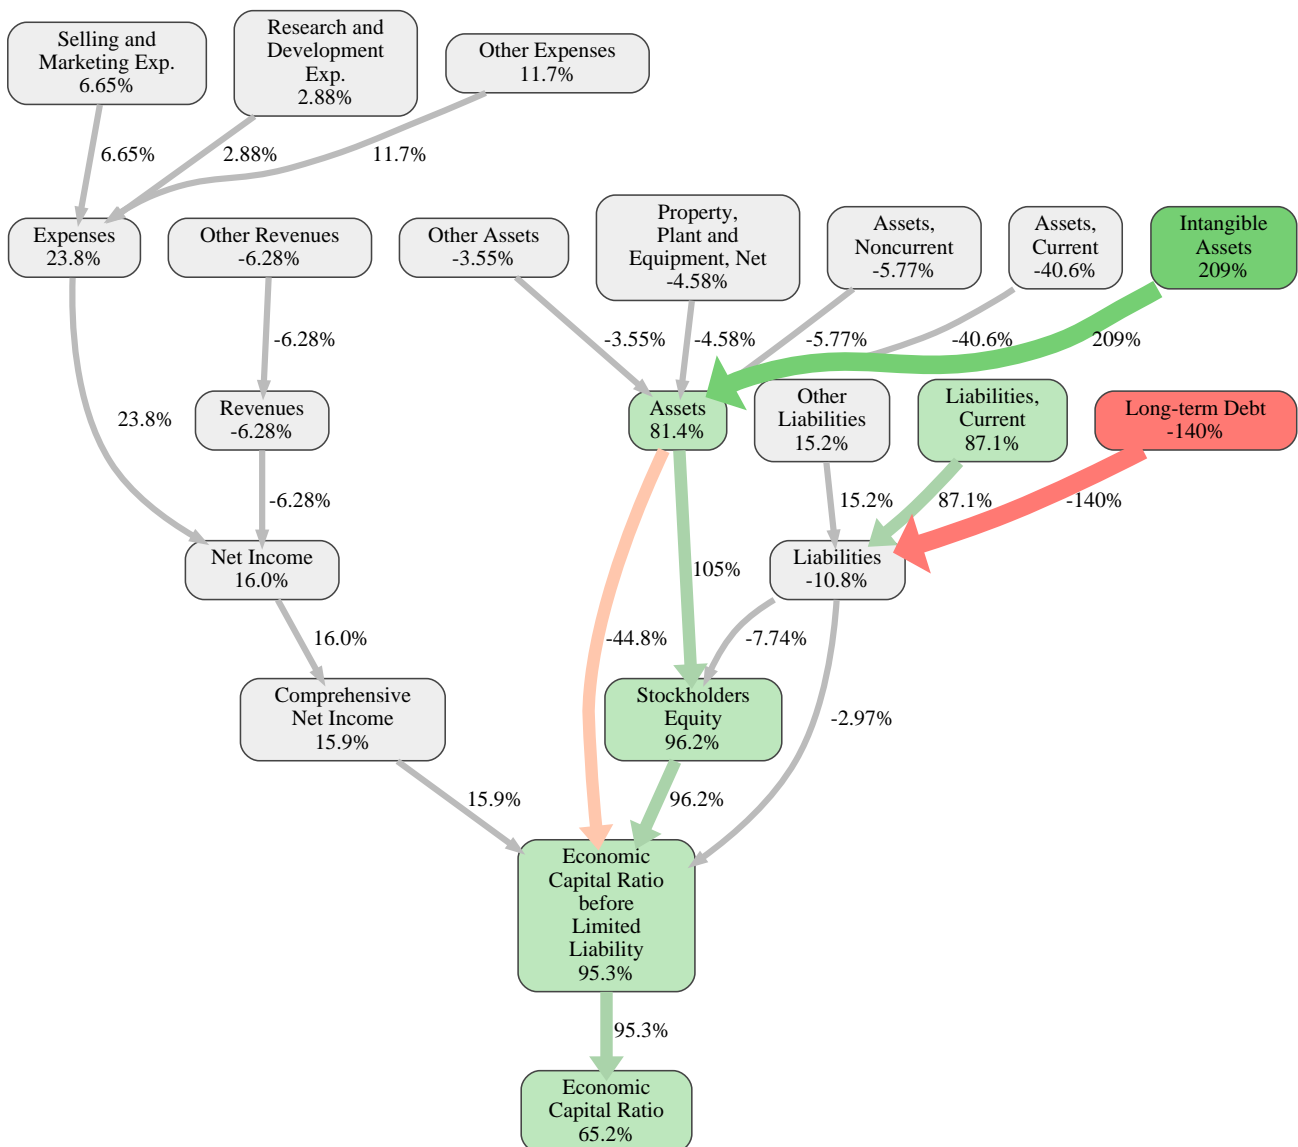 Selling and
Marketing Exp.
6.65%
Research and
Development
Exp.
2.88%
Other Expenses
11.7%
6.65%
2.88%
11.7%
Expenses
23.8%
Other Revenues
-6.28%
Other Assets
-3.55%
Property,
Plant and
Equipment, Net
-4.58%
Assets,
Noncurrent
-5.77%
Assets,
Current
-40.6%
Intangible
Assets
209%
-6.28%
-3.55%
-4.58%
-5.77%
-40.6%
209%
23.8%
Revenues
-6.28%
Assets
81.4%
Other
Liabilities
15.2%
Liabilities,
Current
87.1%
Long-term Debt
-140%
-6.28%
15.2%
87.1%
-140%
Net Income
16.0%
105%
Liabilities
-10.8%
16.0%
-44.8%
-7.74%
Comprehensive
Net Income
15.9%
Stockholders
Equity
96.2%
-2.97%
15.9%
96.2%
Economic
Capital Ratio
before
Limited
Liability
95.3%
95.3%
Economic
Capital Ratio
65.2%